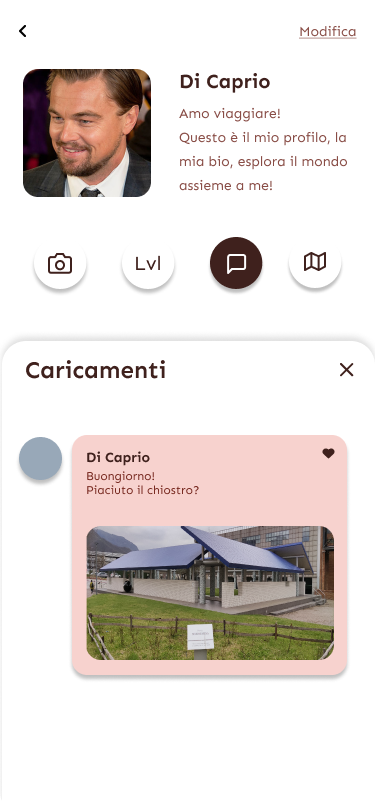 Modifica
Di Caprio
Amo viaggiare!
Questo è il mio profilo, la
mia bio, esplora il mondo
assieme a me!
Lvl
Caricamenti
Di Caprio
Buongiorno!
Piaciuto il chiostro?